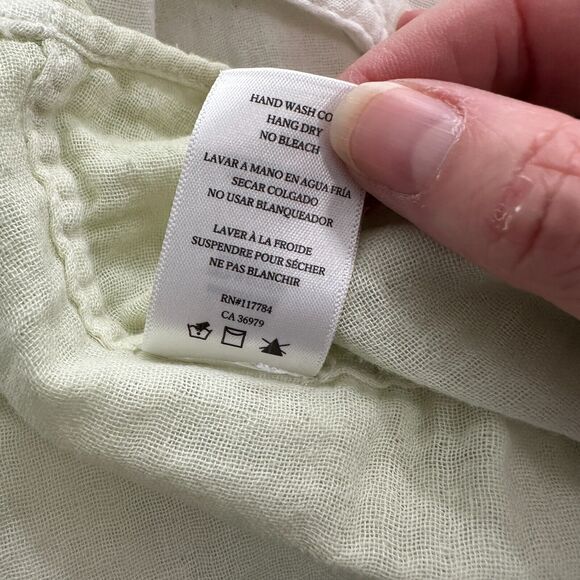 HAND WASH CO
HANG DRY
NO BLEACH
LAVAR A MANO EN AGUA FRÍA
SECAR COLGADO
NO USAR BLANQUEADOR
LAVER À LA FROIDE
SUSPENDRE POUR SÉCHER
NE PAS BLANCHIR
RN#117784
CA 36979